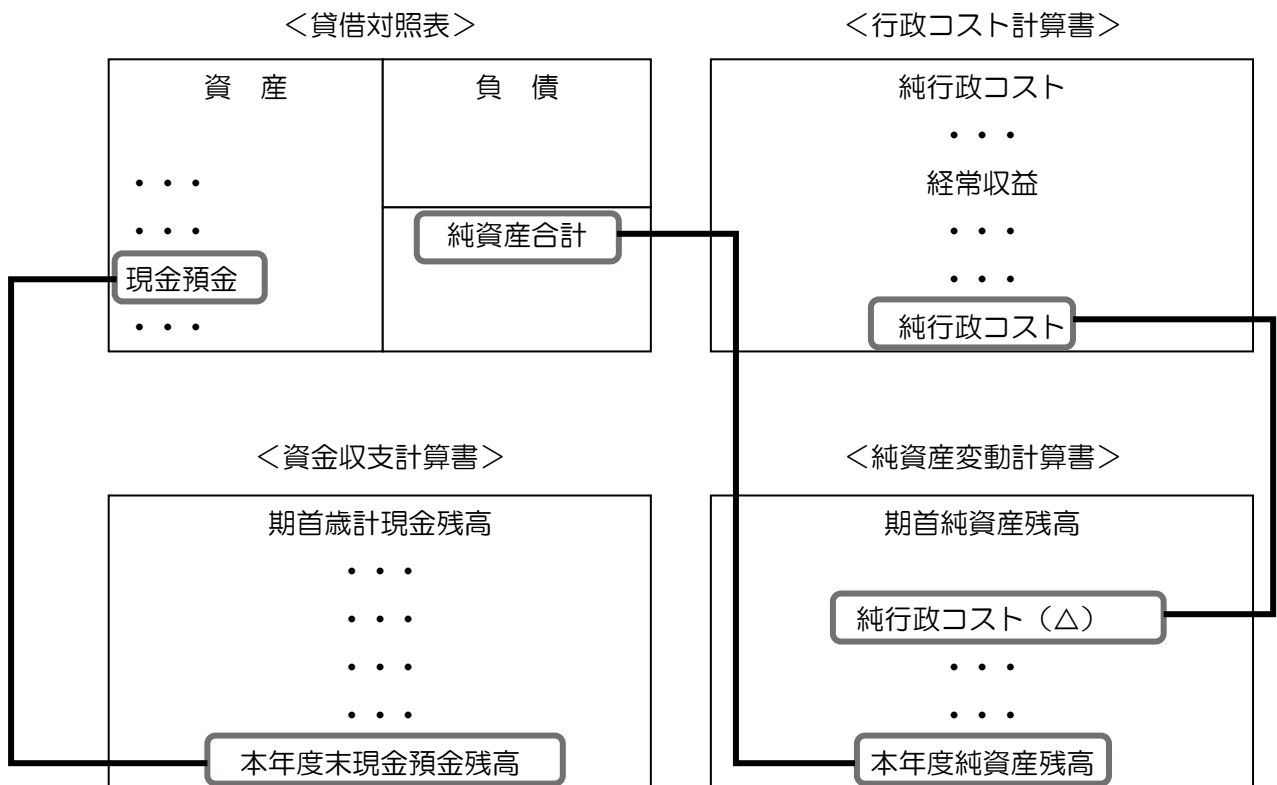 ＜貸借対照表＞
資　産
・・・
・・・
現金預金
・・・
負　債
純資産合計
＜行政コスト計算書＞
純行政コスト
・・・
経常収益
・・・
・・・
純行政コスト
＜資金収支計算書＞
期首歳計現金残高
・・・
・・・
・・・
・・・
本年度末現金預金残高
＜純資産変動計算書＞
期首純資産残高
純行政コスト（△）
・・・
・・・
本年度純資産残高